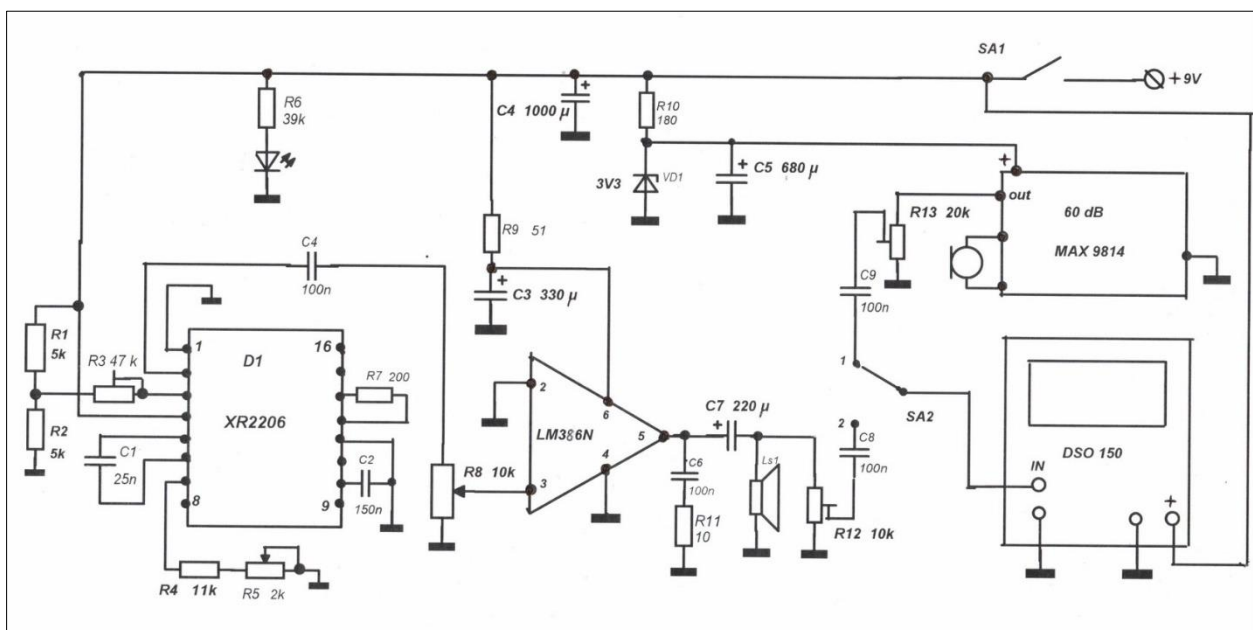 SA1
+9V
R6
39k
C4 1000 µ
+
R10
180
+
C5 680 µ
3V3
VD1
+
out
60 dB
MAX 9814
R13 20k
R9 51
C4
100n
+
C3 330 µ
C9
100n
R1
5k
R3 47 k
1
16
D1
R7 200
XR2206
R2
5k
C1
25n
C2
150n
8
9
2
6
LM386N
5
4
3
R8 10k
C7 220 µ
+
C6
100n
R11
10
Ls1
R12 10k
1
SA2
2
C8
100n
DSO 150
IN
+
R4 11k
R5 2k